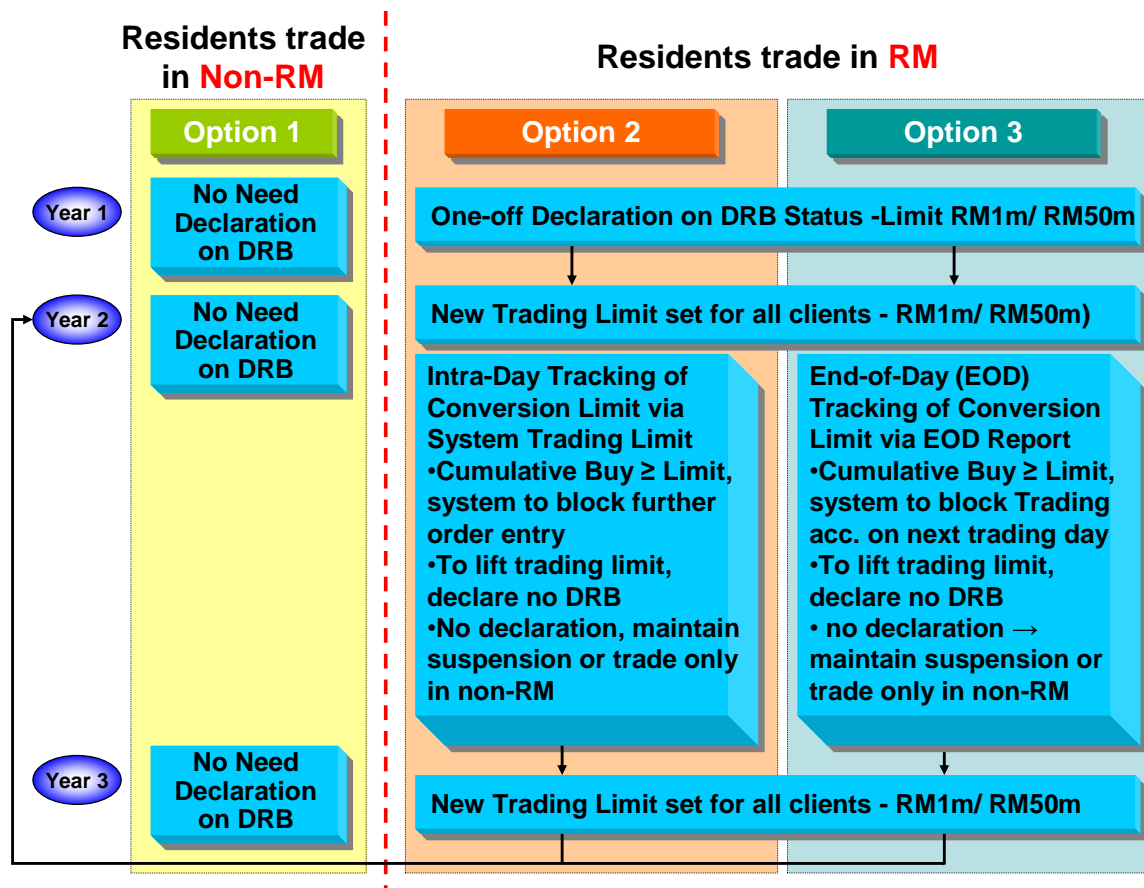 Residents trade
in Non-RM
Residents trade in RM
Option 1
Option 2
Option 3
Year 1
No Need
Declaration
on DRB
One-off Declaration on DRB Status -Limit RM1m/ RM50m
Year 2
No Need
Declaration
on DRB
New Trading Limit set for all clients - RM1m/ RM50m)
Intra-Day Tracking of
Conversion Limit via
System Trading Limit
•Cumulative Buy ≥ Limit,
system to block further
order entry
•To lift trading limit,
declare no DRB
•No declaration, maintain
suspension or trade only
in non-RM
End-of-Day (EOD)
Tracking of Conversion
Limit via EOD Report
•Cumulative Buy ≥ Limit,
system to block Trading
acc. on next trading day
•To lift trading limit,
declare no DRB
• no declaration →
maintain suspension or
trade only in non-RM
Year 3
No Need
Declaration
on DRB
New Trading Limit set for all clients - RM1m/ RM50m